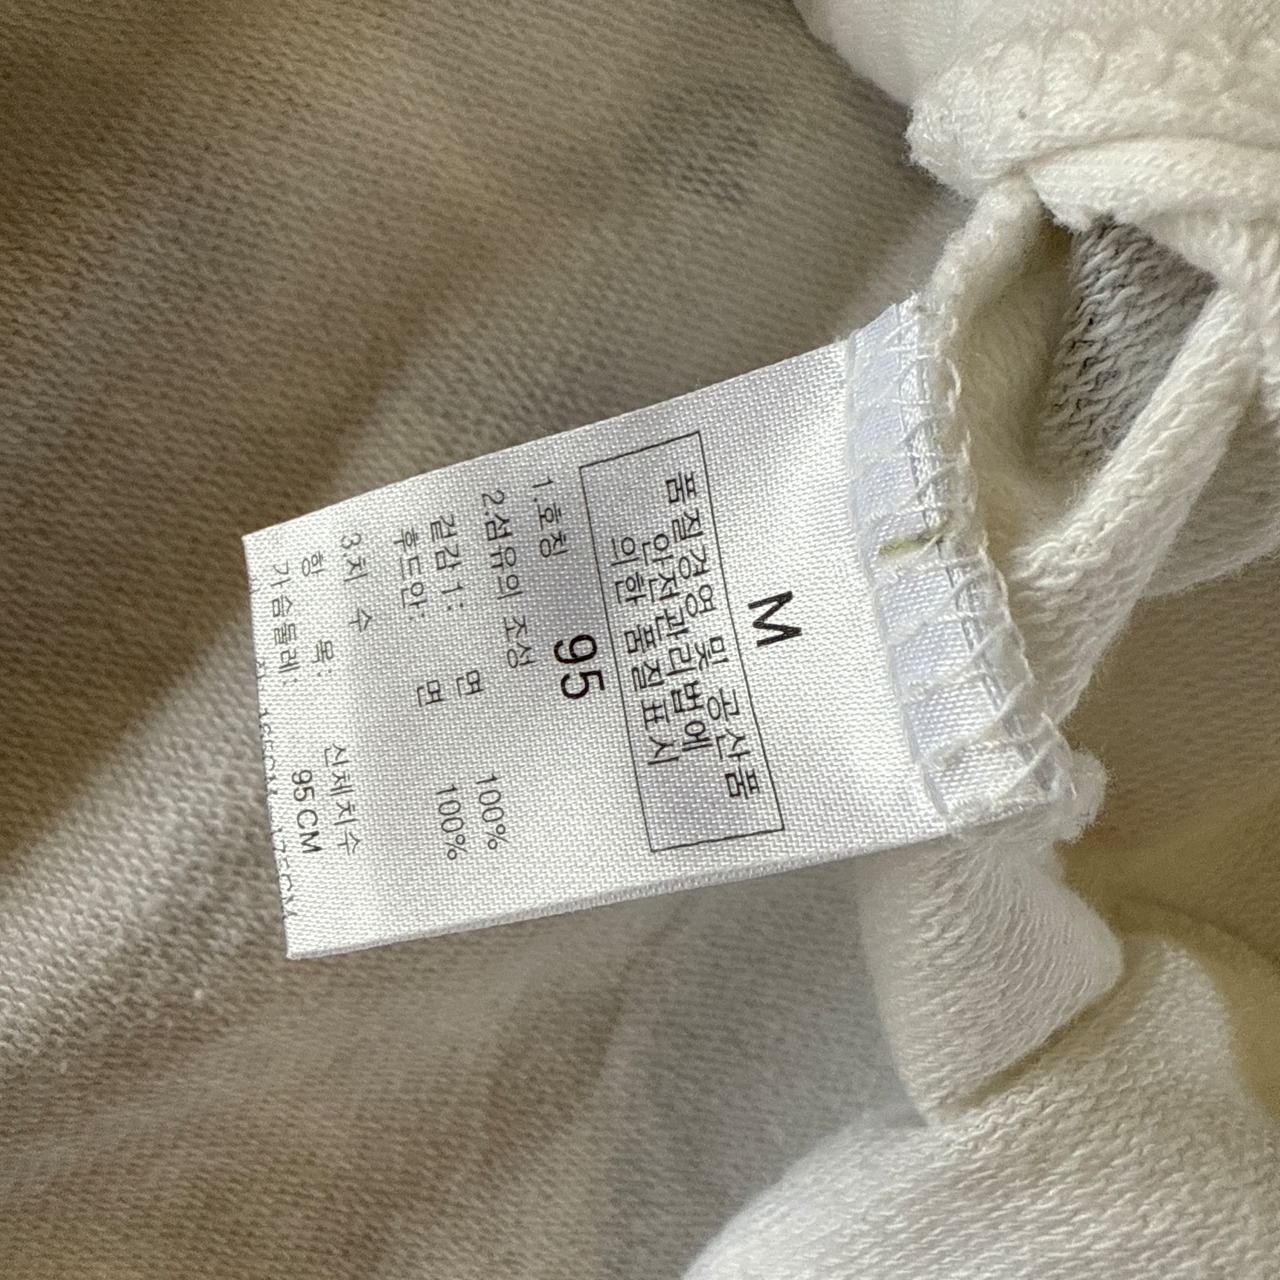 M
품질경영 및 공산품
안전관리법에
의한 품질표시
1.호칭 95
2.섬유의 조성
겉감1: 면 100%
후드안: 면 100%
3.치 수
항 목: 신체치수
가슴둘레: 95CM